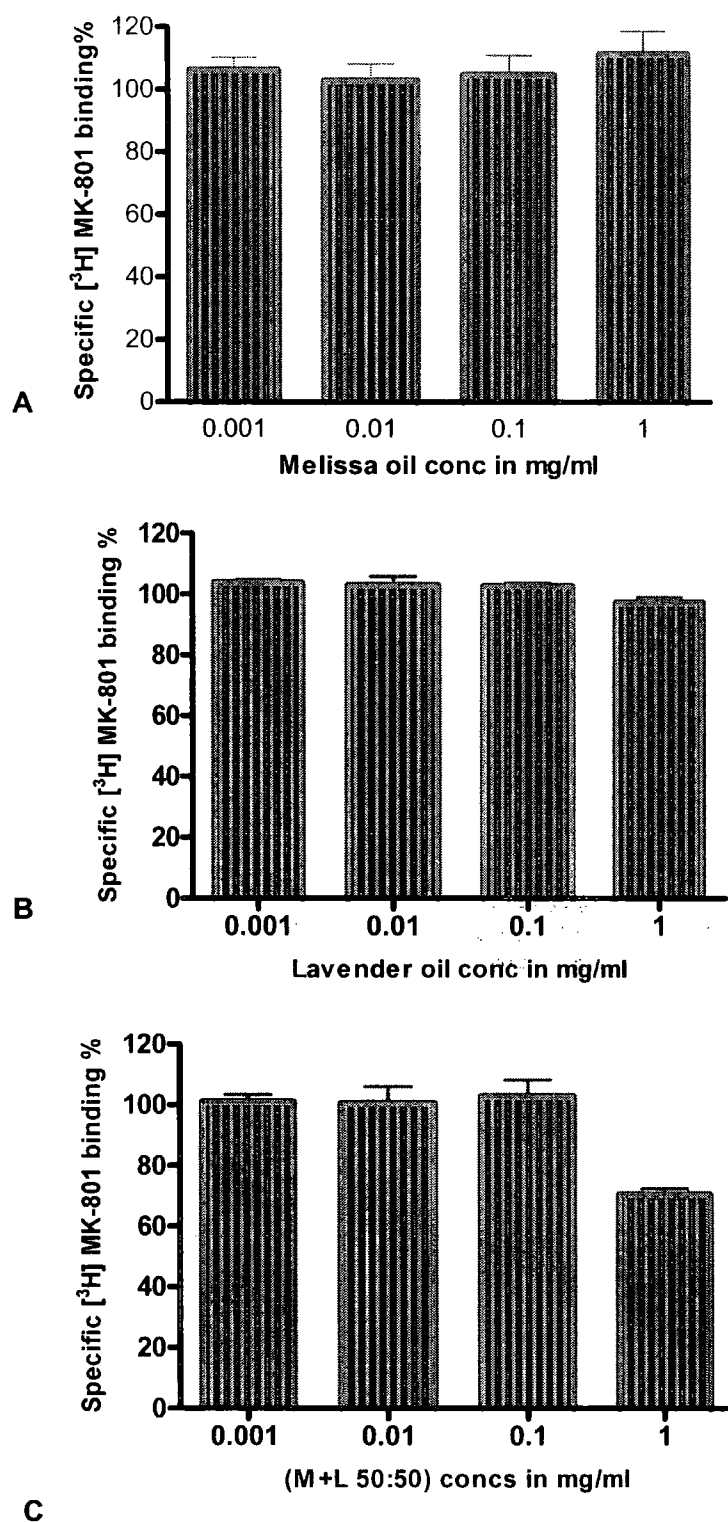 120
100
80
60
40
20
0
Specific [³H] MK-801 binding%
0.001 0.01 0.1 1
Melissa oil conc in mg/ml
A
120
100
80
60
40
20
0
Specific [³H] MK-801 binding %
0.001 0.01 0.1 1
Lavender oil conc in mg/ml
B
120
100
80
60
40
20
0
Specific [³H] MK-801 binding %
0.001 0.01 0.1 1
(M+L 50:50) concs in mg/ml
C